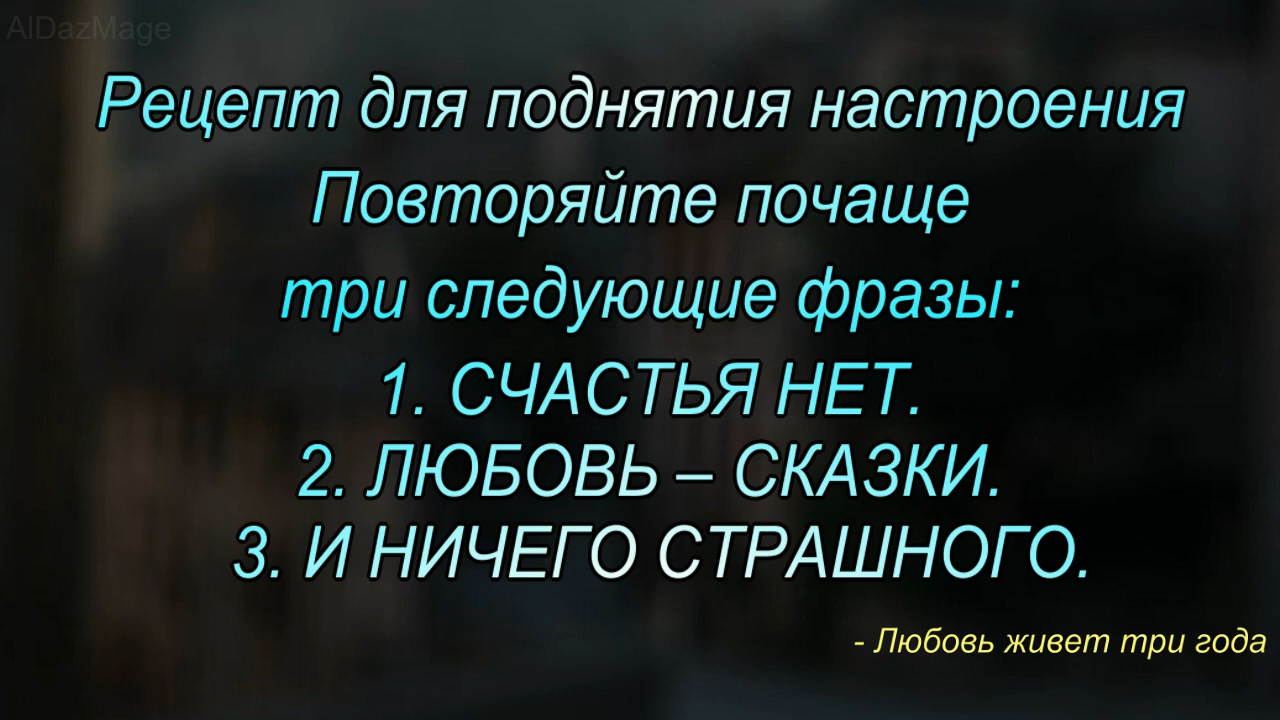 AlDazMage
Рецепт для поднятия настроения
Повторяйте почаще
три следующие фразы:
1. СЧАСТЬЯ НЕТ.
2. ЛЮБОВЬ – СКАЗКИ.
3. И НИЧЕГО СТРАШНОГО.
- Любовь живет три года